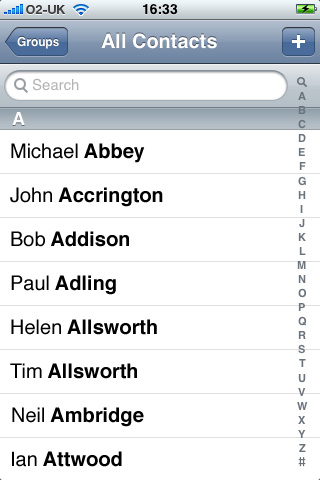 O2-UK 16:33
Groups All Contacts +
Search
A
Michael Abbey
John Accrington
Bob Addison
Paul Adling
Helen Allsworth
Tim Allsworth
Neil Ambridge
Ian Attwood
A
B
C
D
E
F
G
H
I
J
K
L
M
N
O
P
Q
R
S
T
U
V
W
X
Y
Z
#